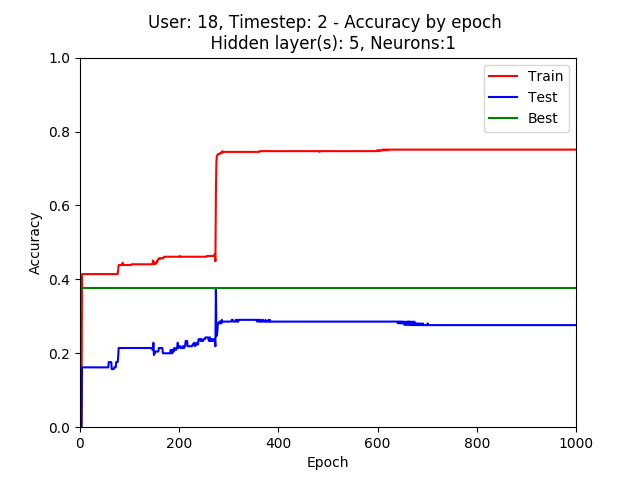 User: 18, Timestep: 2 - Accuracy by epoch
Hidden layer(s): 5, Neurons:1
1.0
0.8
0.6
0.4
0.2
0.0
Accuracy
Train
Test
Best
0 200 400 600 800 1000
Epoch